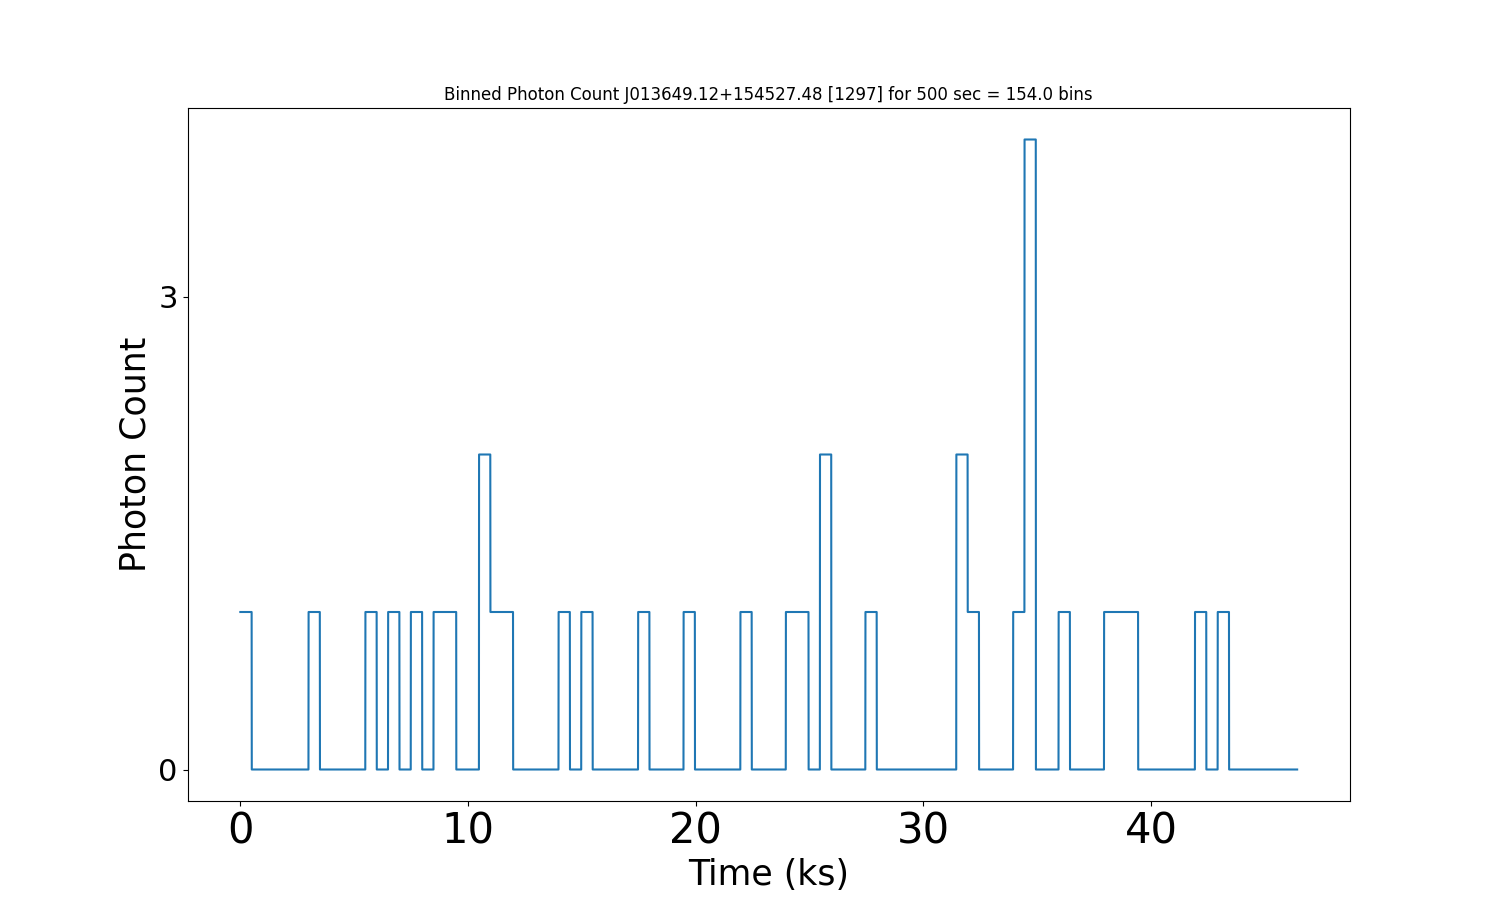 Binned Photon Count J013649.12+154527.48 [1297] for 500 sec = 154.0 bins
3
Photon Count
0
0 10 20 30 40
Time (ks)